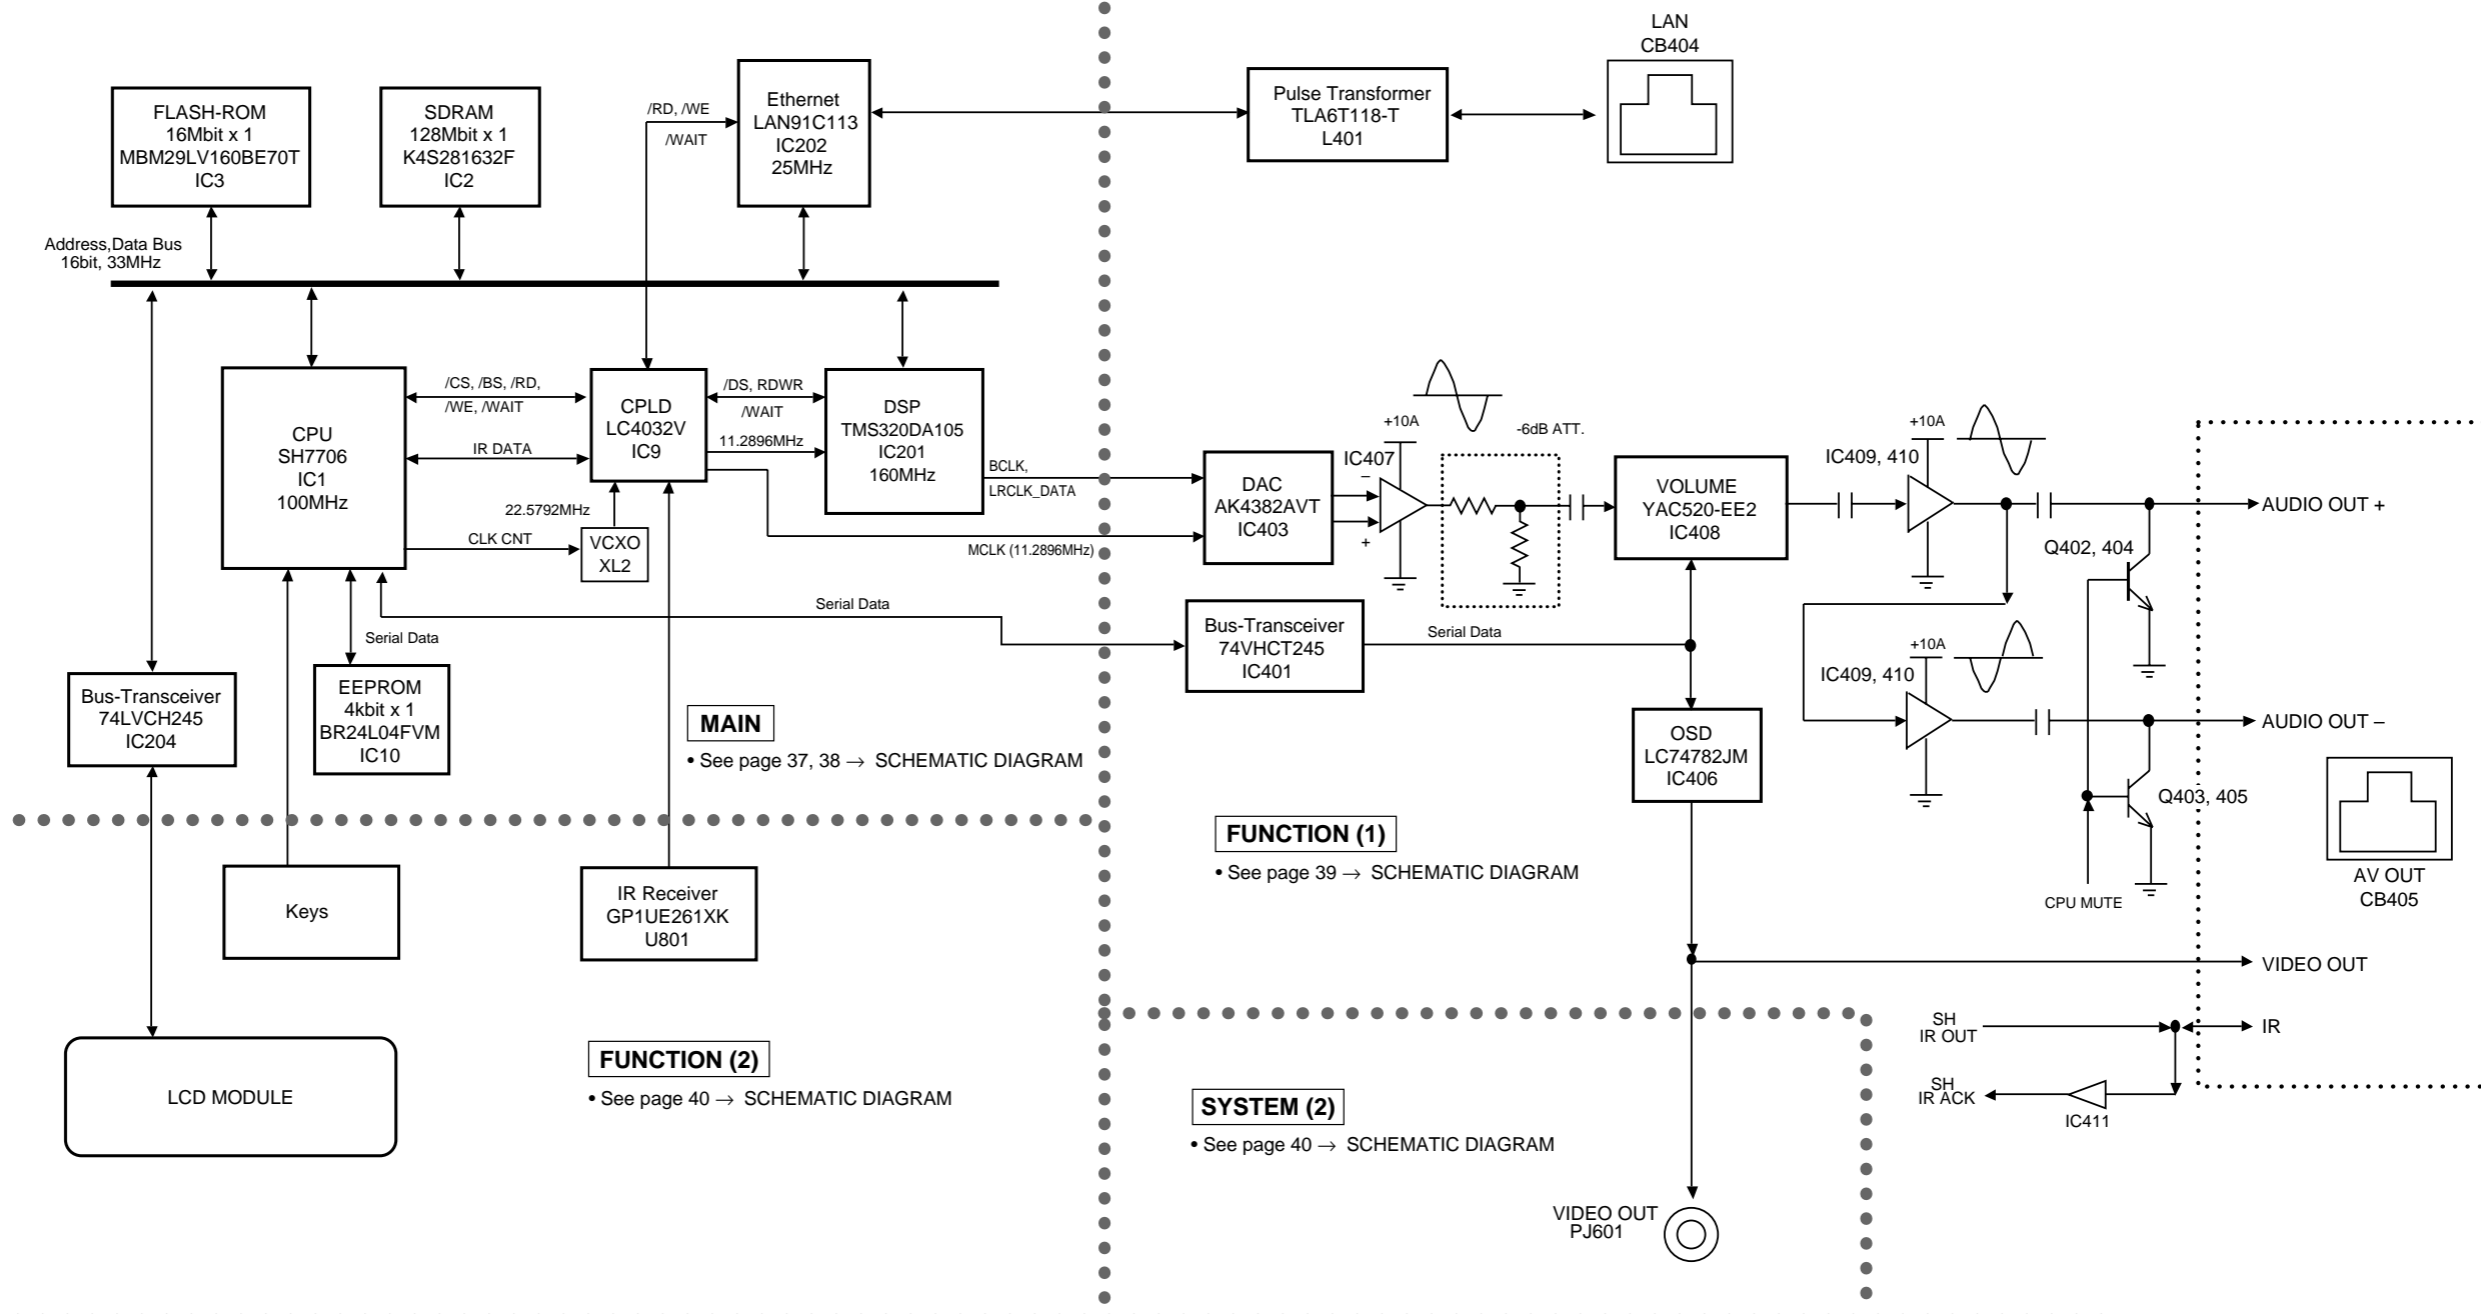 LAN
CB404
FLASH-ROM
16Mbit x 1
MBM29LV160BE70T
IC3
SDRAM
128Mbit x 1
K4S281632F
IC2
/RD, /WE
/WAIT
Ethernet
LAN91C113
IC202
25MHz
Pulse Transformer
TLA6T118-T
L401
Address,Data Bus
16bit, 33MHz
CPU
SH7706
IC1
100MHz
/CS, /BS, /RD,
/WE, /WAIT
IR DATA
CLK CNT
22.5792MHz
VCXO
XL2
CPLD
LC4032V
IC9
/DS, RDWR
/WAIT
11.2896MHz
DSP
TMS320DA105
IC201
160MHz
BCLK,
LRCLK_DATA
MCLK (11.2896MHz)
DAC
AK4382AVT
IC403
IC407
–
+
+10A
-6dB ATT.
VOLUME
YAC520-EE2
IC408
IC409, 410
+10A
AUDIO OUT +
Q402, 404
Serial Data
Serial Data
Bus-Transceiver
74VHCT245
IC401
Serial Data
IC409, 410
+10A
AUDIO OUT –
Q403, 405
CPU MUTE
Bus-Transceiver
74LVCH245
IC204
EEPROM
4kbit x 1
BR24L04FVM
IC10
MAIN
• See page 37, 38 → SCHEMATIC DIAGRAM
OSD
LC74782JM
IC406
FUNCTION (1)
• See page 39 → SCHEMATIC DIAGRAM
AV OUT
CB405
Keys
IR Receiver
GP1UE261XK
U801
VIDEO OUT
SH
IR OUT
IR
SH
IR ACK
IC411
LCD MODULE
FUNCTION (2)
• See page 40 → SCHEMATIC DIAGRAM
SYSTEM (2)
• See page 40 → SCHEMATIC DIAGRAM
VIDEO OUT
PJ601